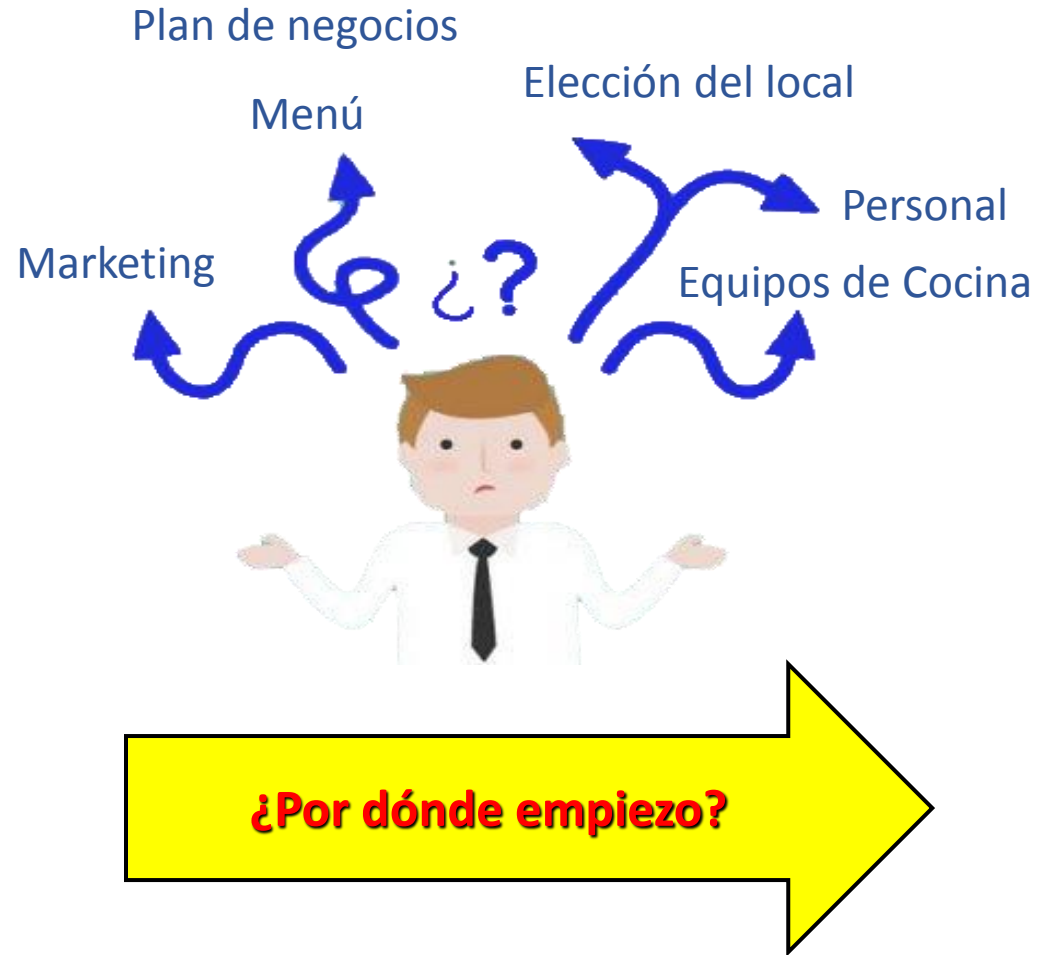 Plan de negocios
Elección del local
Menú
Personal
Marketing
¿?
Equipos de Cocina
¿Por dónde empiezo?